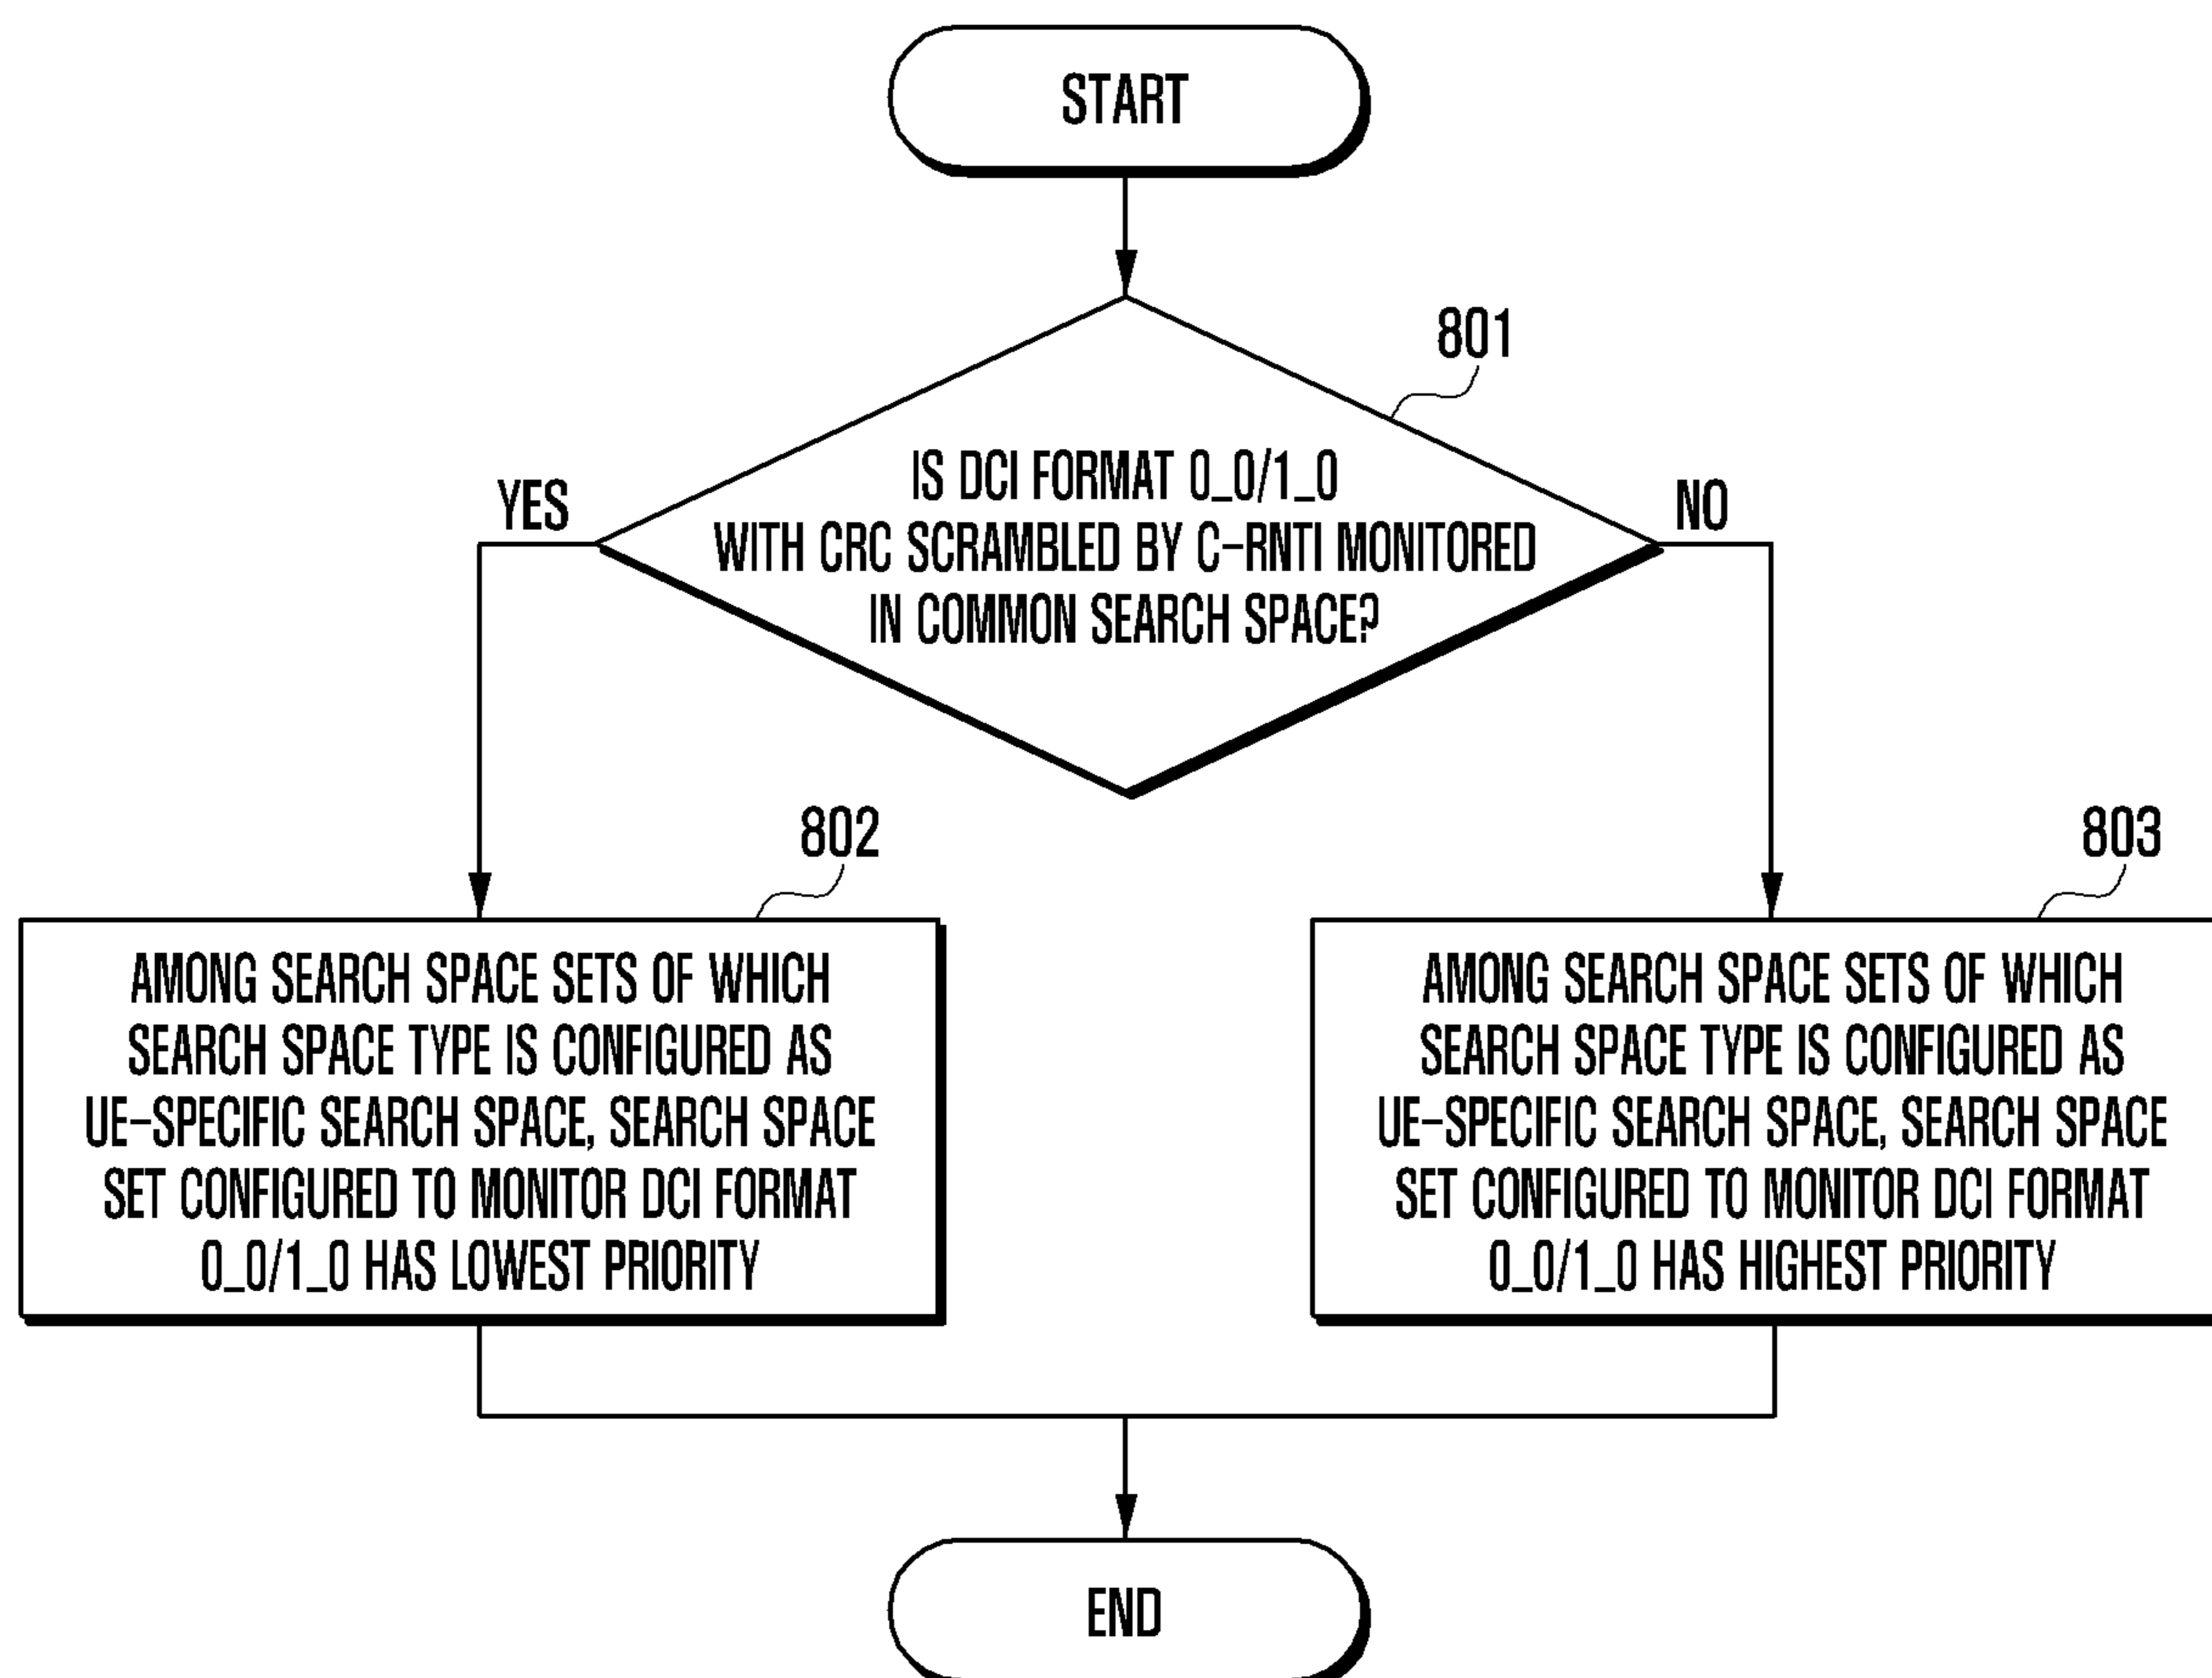 START
801
IS DCI FORMAT 0_0/1_0
WITH CRC SCRAMBLED BY C-RNTI MONITORED
IN COMMON SEARCH SPACE?
YES
NO
802
AMONG SEARCH SPACE SETS OF WHICH
SEARCH SPACE TYPE IS CONFIGURED AS
UE-SPECIFIC SEARCH SPACE, SEARCH SPACE
SET CONFIGURED TO MONITOR DCI FORMAT
0_0/1_0 HAS LOWEST PRIORITY
803
AMONG SEARCH SPACE SETS OF WHICH
SEARCH SPACE TYPE IS CONFIGURED AS
UE-SPECIFIC SEARCH SPACE, SEARCH SPACE
SET CONFIGURED TO MONITOR DCI FORMAT
0_0/1_0 HAS HIGHEST PRIORITY
END